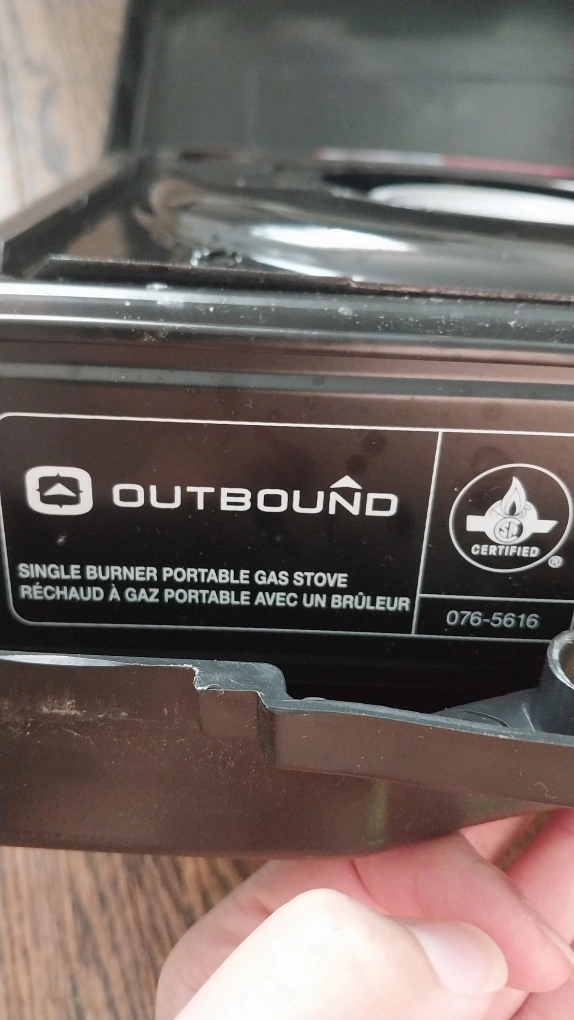 OUTBOUND
SINGLE BURNER PORTABLE GAS STOVE
RÉCHAUD À GAZ PORTABLE AVEC UN BRÛLEUR
CERTIFIED
®
076-5616